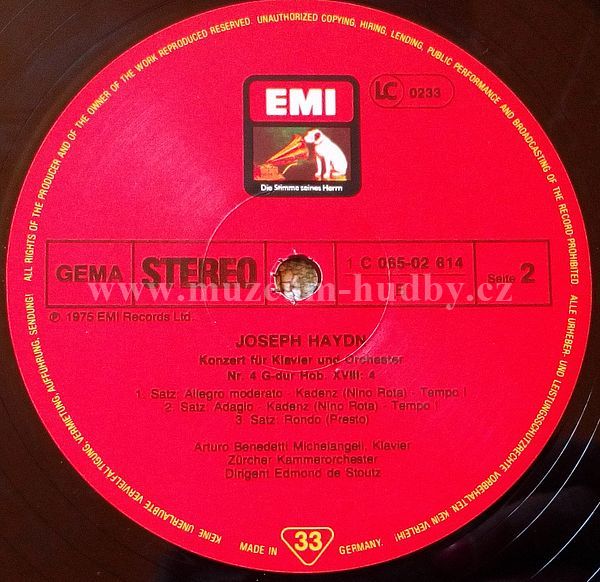 ALL RIGHTS OF THE PRODUCER AND OF THE OWNER OF THE WORK REPRODUCED RESERVED. UNAUTHORIZED COPYING, HIRING, LENDING, PUBLIC PERFORMANCE AND BROADCASTING OF THE RECORD PROHIBITED
ALLE URHEBER- UND LEISTUNGSSCHUTZRECHTE VORBEHALTEN. KEIN VERLEIH!
KEINE UNERLAUBTE VERVIELFÄLTIGUNG, VERMIETUNG, AUFFÜHRUNG, SENDUNG!
EMI
LC 0233
Die Stimme seines Herrn
GEMA STEREO 1 C 065-02 614 Seite 2
E
www.muzeum-hudby.cz
℗ 1975 EMI Records Ltd.
JOSEPH HAYDN
Konzert für Klavier und Orchester
Nr. 4 G-dur Hob. XVIII: 4
1. Satz: Allegro moderato - Kadenz (Nino Rota) - Tempo I
2. Satz: Adagio - Kadenz (Nino Rota) - Tempo I
3. Satz: Rondo (Presto)
Arturo Benedetti Michelangeli, Klavier
Zürcher Kammerorchester
Dirigent Edmond de Stoutz
MADE IN 33 GERMANY